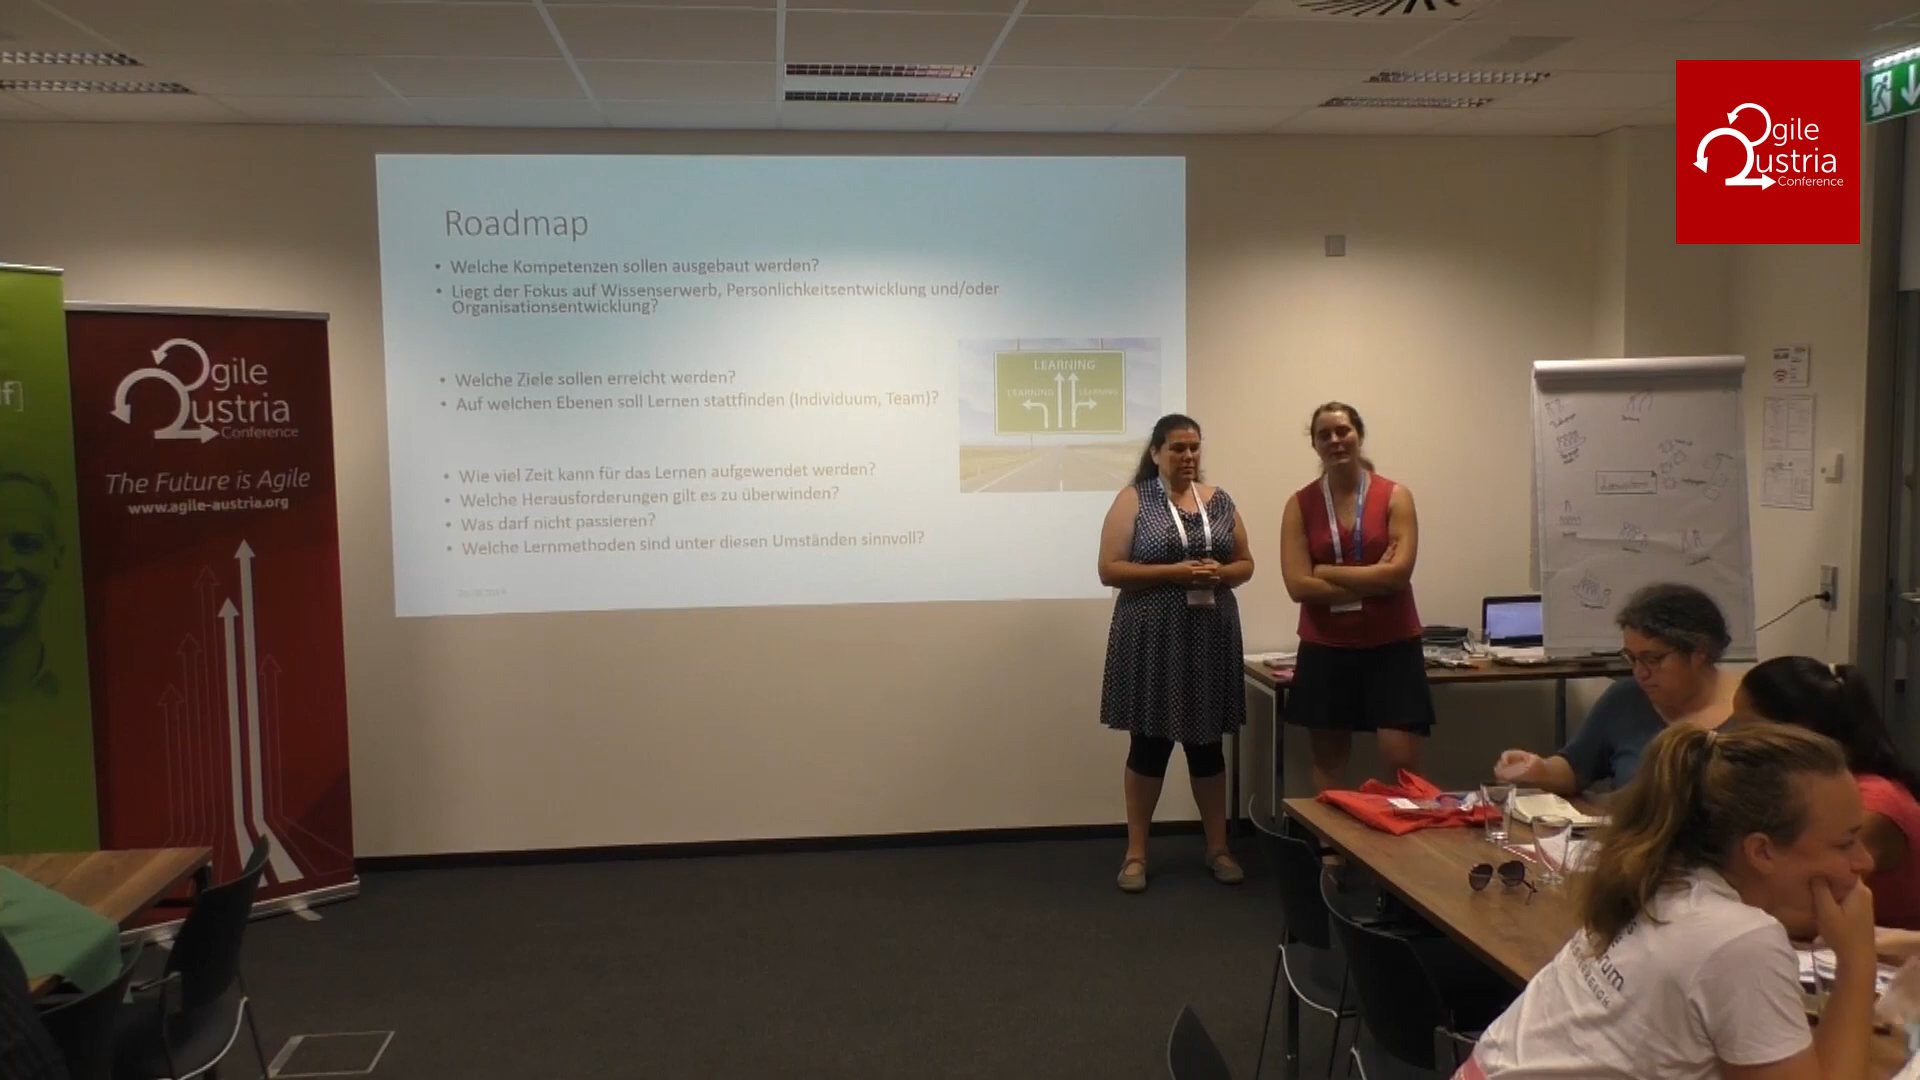 Roadmap
• Welche Kompetenzen sollen ausgebaut werden?
• Liegt der Fokus auf Wissenserwerb, Persönlichkeitsentwicklung und/oder
Organisationsentwicklung?
• Welche Ziele sollen erreicht werden?
• Auf welchen Ebenen soll Lernen stattfinden (Individuum, Team)?
• Wie viel Zeit kann für das Lernen aufgewendet werden?
• Welche Herausforderungen gilt es zu überwinden?
• Was darf nicht passieren?
• Welche Lernmethoden sind unter diesen Umständen sinnvoll?
LEARNING
LEARNING
LEARNING
gile
ustria
Conference
The Future is Agile
www.agile-austria.org
gile
ustria
Conference